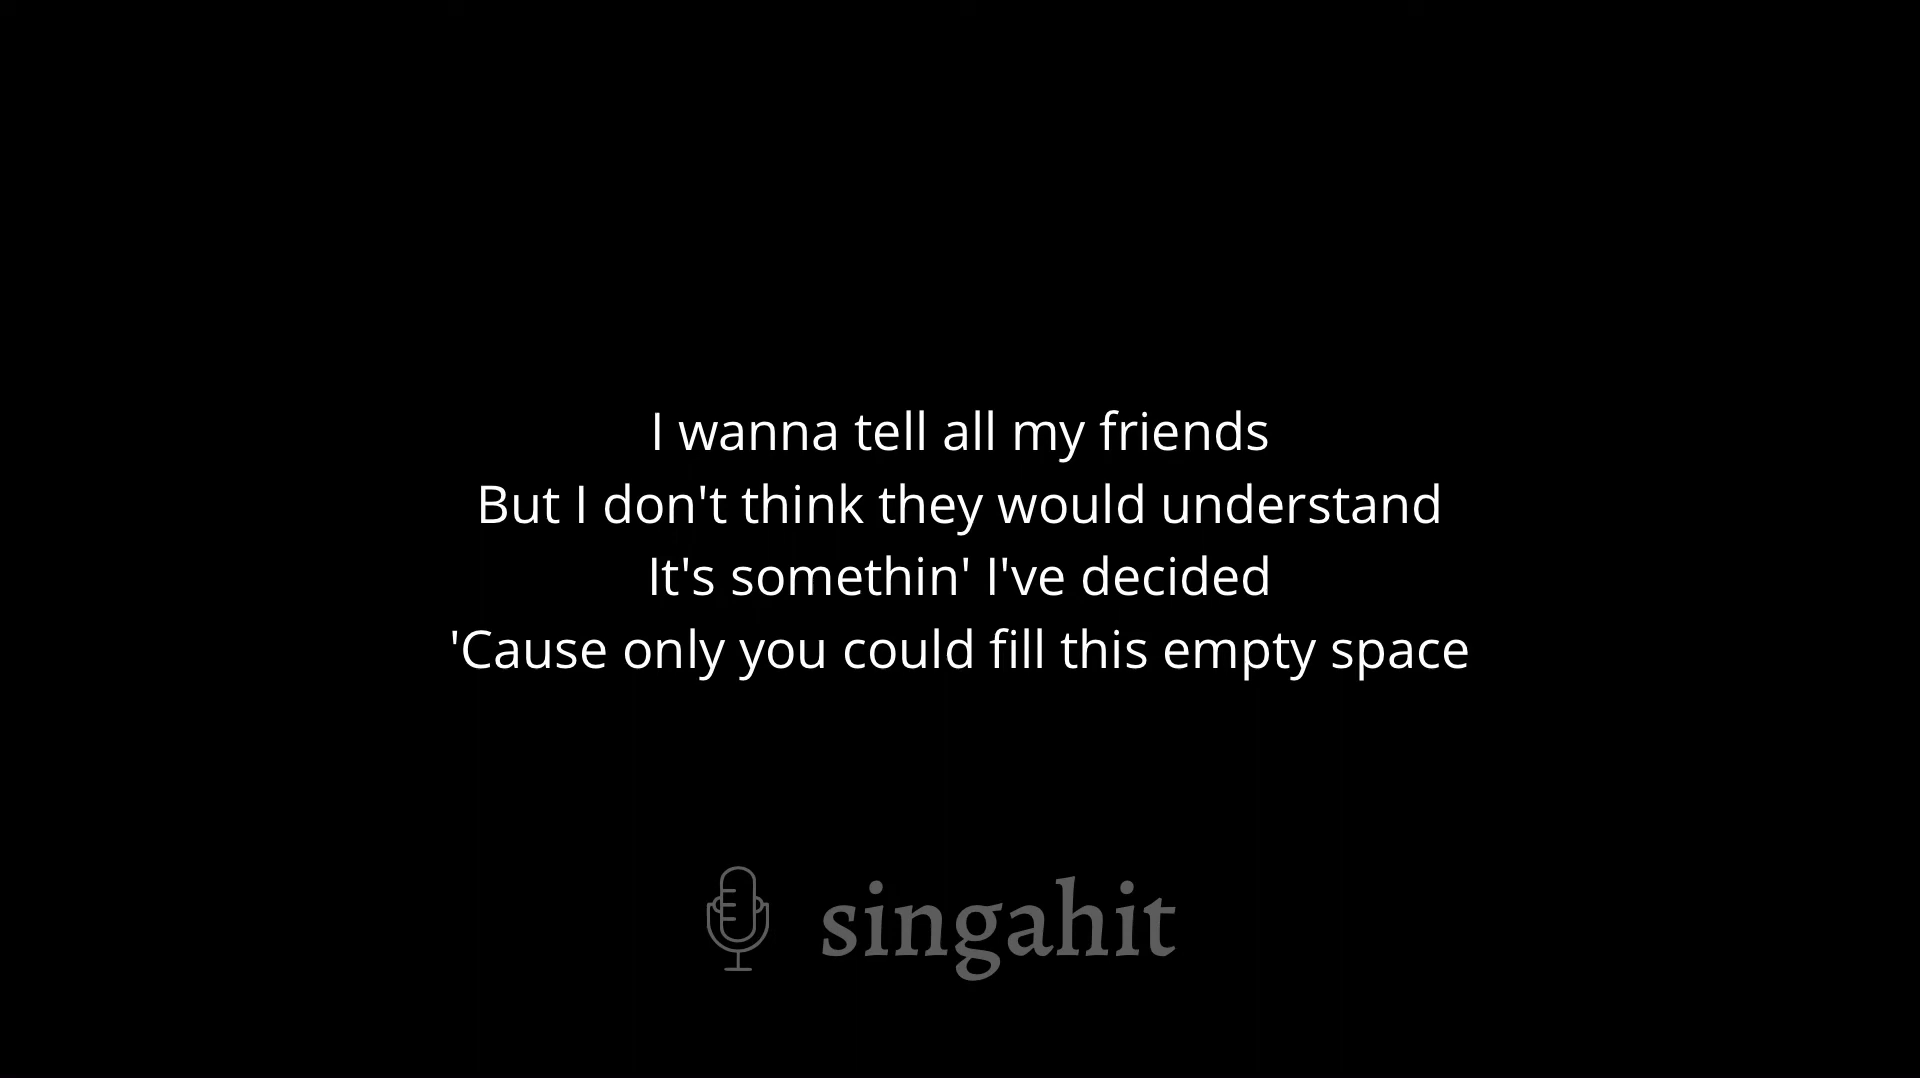 I wanna tell all my friends
But I don't think they would understand
It's somethin' I've decided
'Cause only you could fill this empty space
singahit